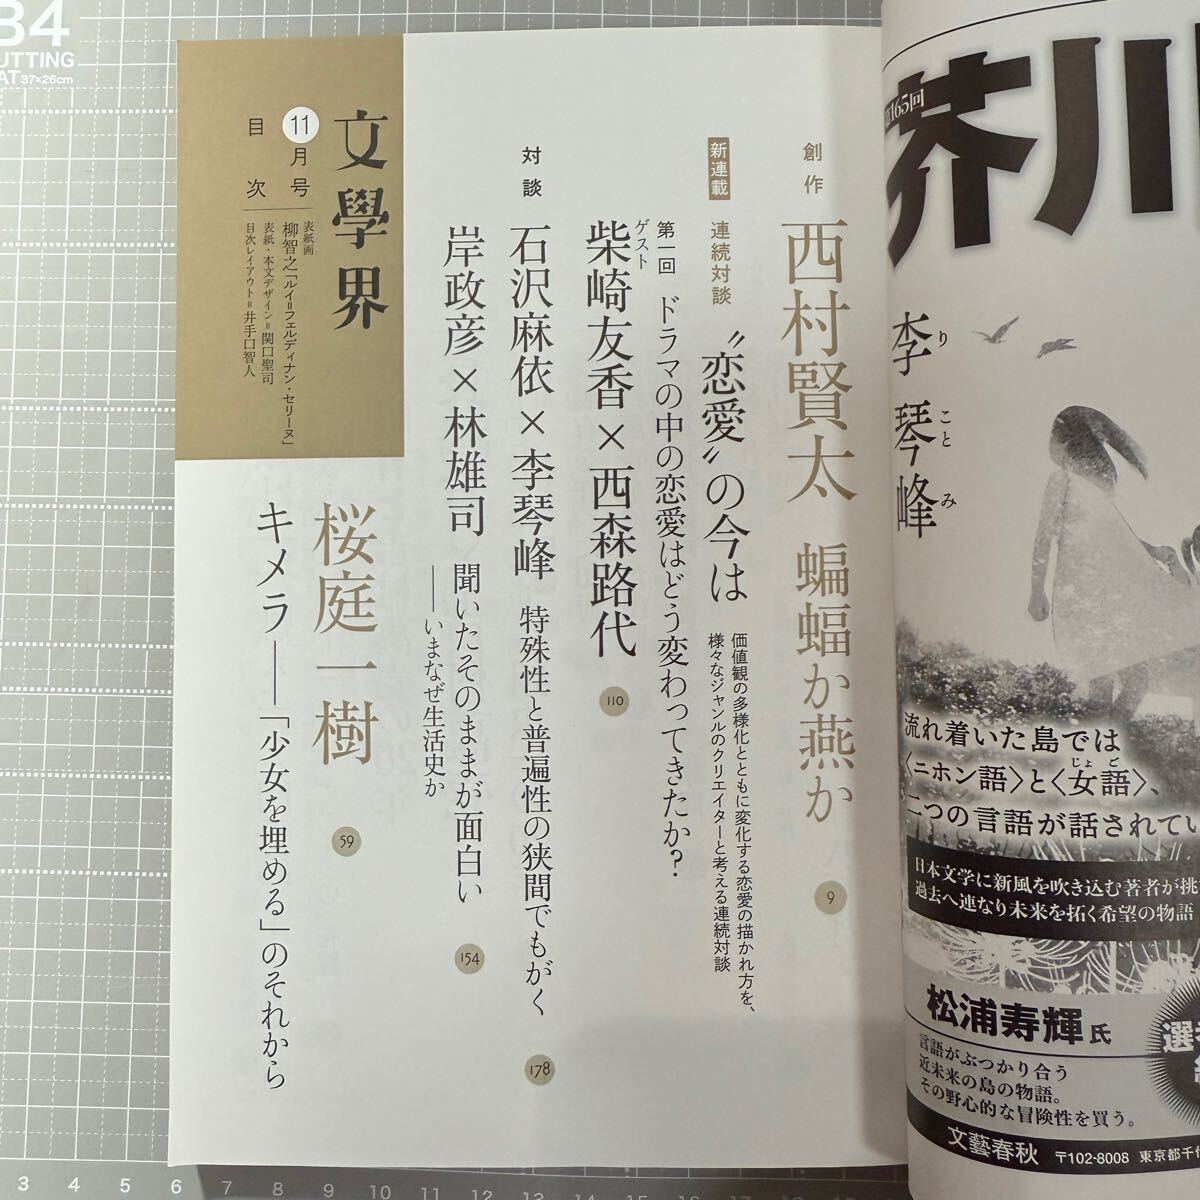 B4
CUTTING
MAT 37×26cm
第165回
芥川
李琴峰
り こと み
流れ着いた島では
〈ニホン語〉と〈女語〉、
じょ ご
二つの言語が話されてい
日本文学に新風を吹き込む著者が挑
過去へ連なり未来を拓く希望の物語
松浦寿輝氏
言語がぶつかり合う
近未来の島の物語。
その野心的な冒険性を買う。
文藝春秋 〒102-8008 東京都千代
創作
西村賢太 蝙蝠か燕か 9
新連載
連続対談
〝恋愛〟の今は
価値観の多様化とともに変化する恋愛の描かれ方を、
様々なジャンルのクリエイターと考える連続対談
第一回 ドラマの中の恋愛はどう変わってきたか?
ゲスト
柴崎友香×西森路代 110
対談
石沢麻依×李琴峰 特殊性と普遍性の狭間でもがく 178
岸政彦×林雄司 聞いたそのままが面白い 154
――いまなぜ生活史か
文學界
11月号
目次
表紙画
柳智之「ルイ=フェルディナン・セリーヌ」
表紙・本文デザイン=関口聖司
目次レイアウト=井手口智人
桜庭一樹 59
キメラ――「少女を埋める」のそれから
3 4 5 6 7 8 9 10 11 12 13 14 15 16 17